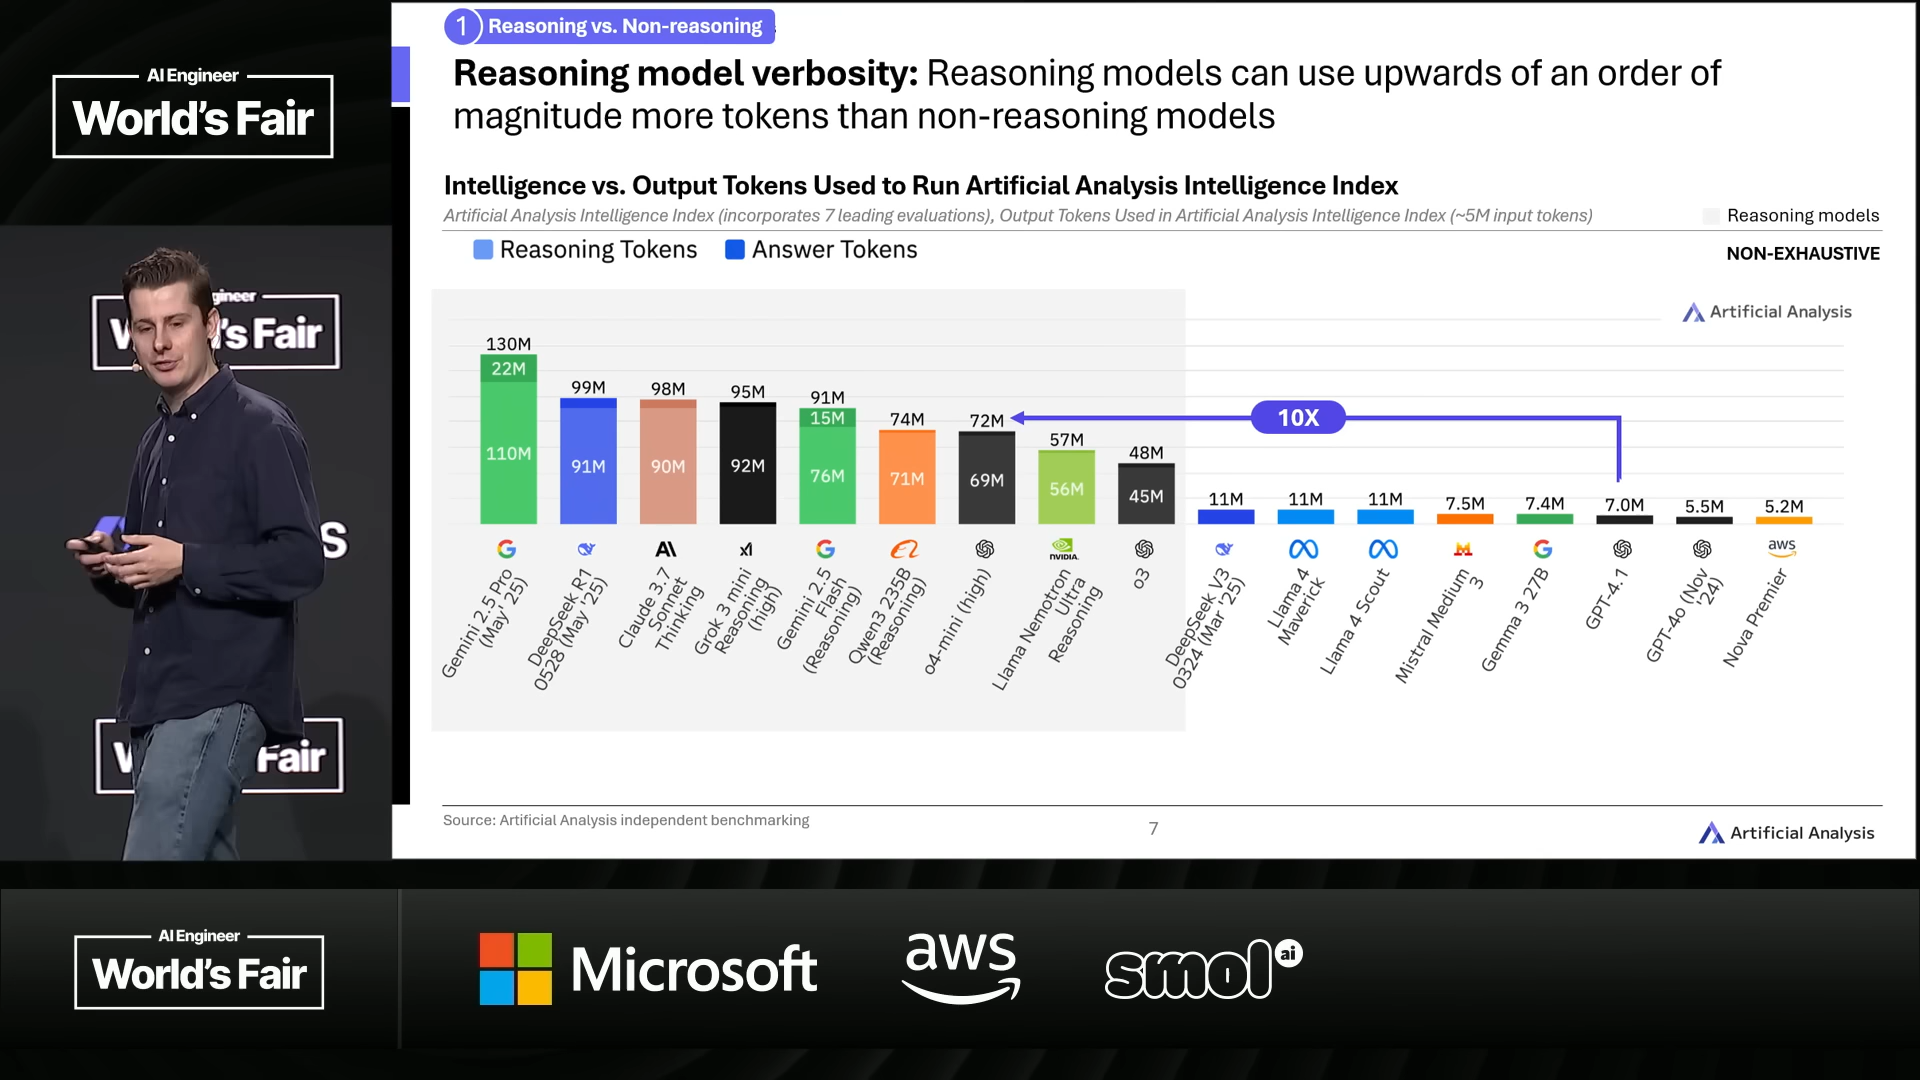 AI Engineer
World's Fair
1 Reasoning vs. Non-reasoning
Reasoning model verbosity: Reasoning models can use upwards of an order of
magnitude more tokens than non-reasoning models
Intelligence vs. Output Tokens Used to Run Artificial Analysis Intelligence Index
Artificial Analysis Intelligence Index (incorporates 7 leading evaluations), Output Tokens Used in Artificial Analysis Intelligence Index (~5M input tokens)
Reasoning models
Reasoning Tokens
Answer Tokens
NON-EXHAUSTIVE
Artificial Analysis
130M
22M
110M
99M
91M
98M
90M
95M
92M
91M
15M
76M
74M
71M
72M
69M
57M
56M
48M
45M
10X
11M
11M
11M
7.5M
7.4M
7.0M
5.5M
5.2M
NVIDIA.
aws
Gemini 2.5 Pro
(May' 25)
DeepSeek R1
0528 (May '25)
Claude 3.7
Sonnet
Thinking
Grok 3 mini
Reasoning
(high)
Gemini 2.5
Flash
(Reasoning)
Qwen3 235B
(Reasoning)
o4-mini (high)
Llama Nemotron
Ultra
Reasoning
o3
DeepSeek V3
0324 (Mar '25)
Llama 4
Maverick
Llama 4 Scout
Mistral Medium
3
Gemma 3 27B
GPT-4.1
GPT-4o (Nov
'24)
Nova Premier
Source: Artificial Analysis independent benchmarking
7
Artificial Analysis
gineer
W 's Fair
s
W Fair
AI Engineer
World's Fair
Microsoft
aws
smol ai